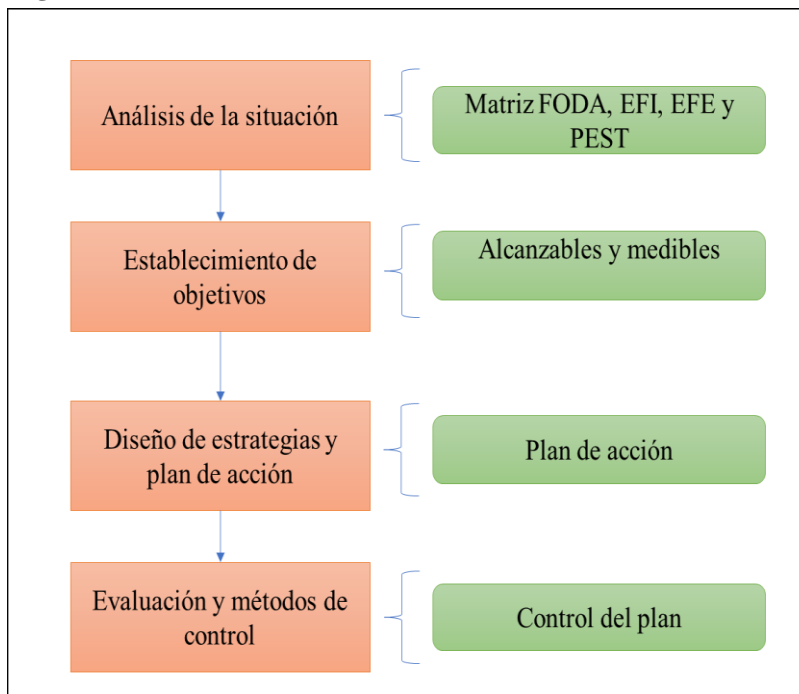 Análisis de la situación
Matriz FODA, EFI, EFE y
PEST
Establecimiento de
objetivos
Alcanzables y medibles
Diseño de estrategias y
plan de acción
Plan de acción
Evaluación y métodos de
control
Control del plan